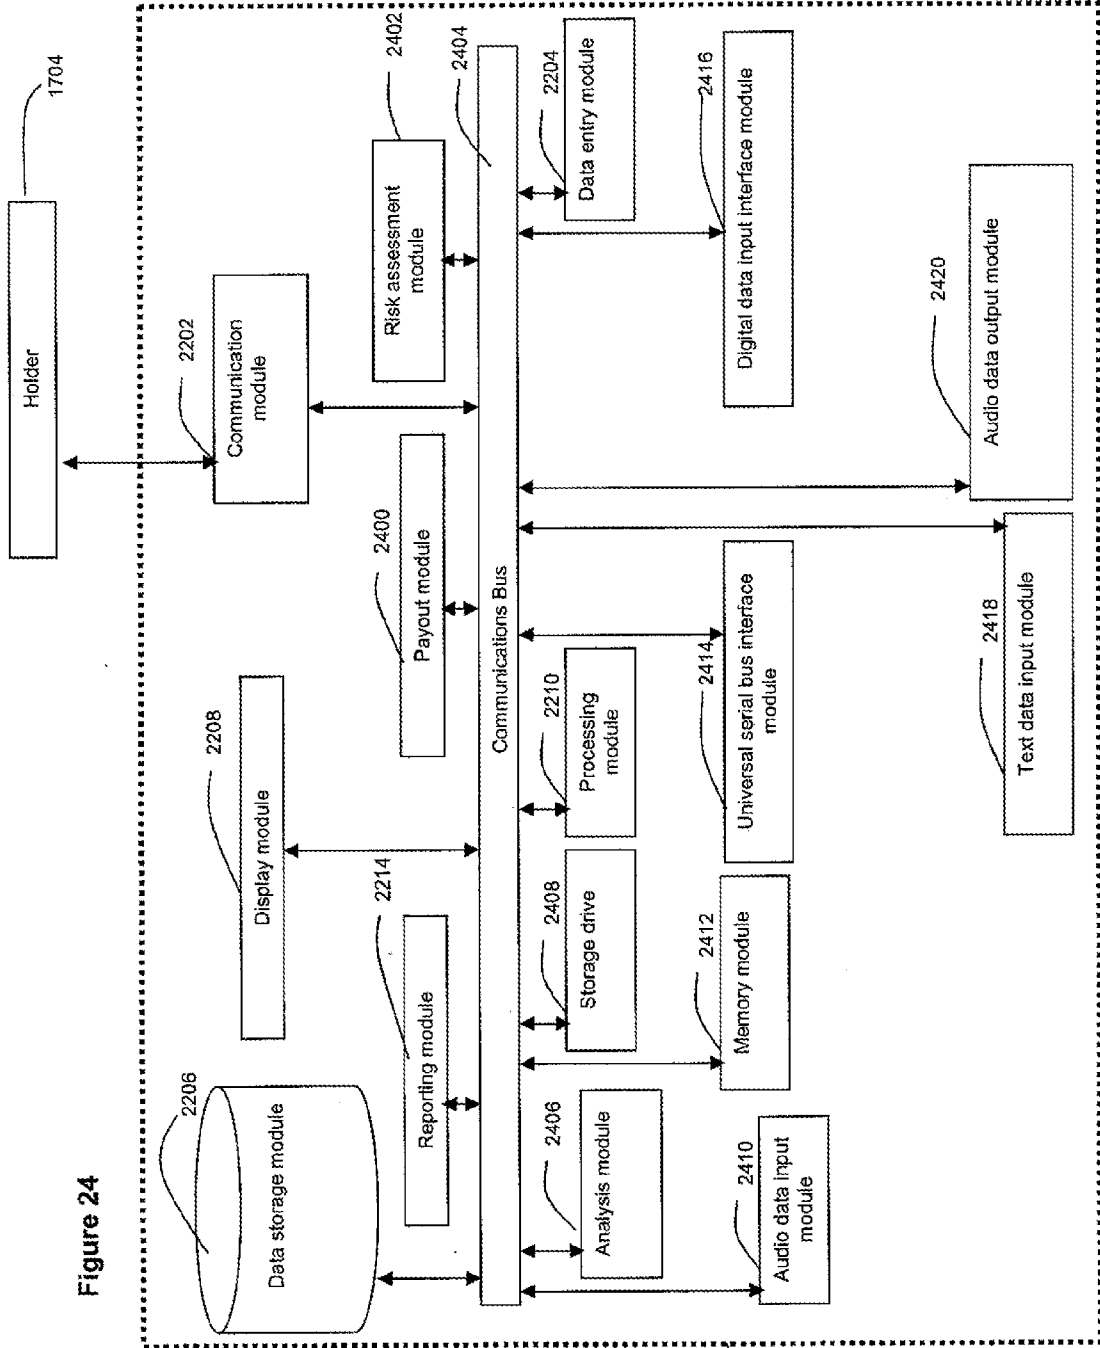 Figure 24
Holder
1704
2206
Data storage module
2208
Display module
2202
Communication
module
2214
Reporting module
2400
Payout module
2402
Risk assessment
module
2404
Communications Bus
2406
Analysis module
2408
Storage drive
2210
Processing
module
2204
Data entry module
2410
Audio data input
module
2412
Memory module
2414
Universal serial bus interface
module
2416
Digital data input interface module
2418
Text data input module
2420
Audio data output module